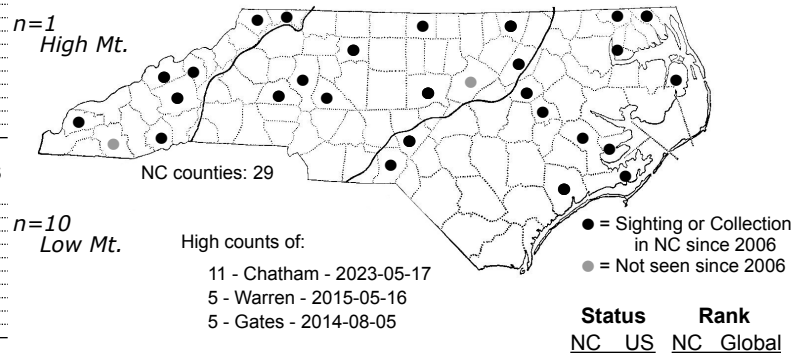 n=1
High Mt.
NC counties: 29
n=10
Low Mt.
High counts of:
11 - Chatham - 2023-05-17
5 - Warren - 2015-05-16
5 - Gates - 2014-08-05
● = Sighting or Collection
in NC since 2006
● = Not seen since 2006
Status Rank
NC US NC Global